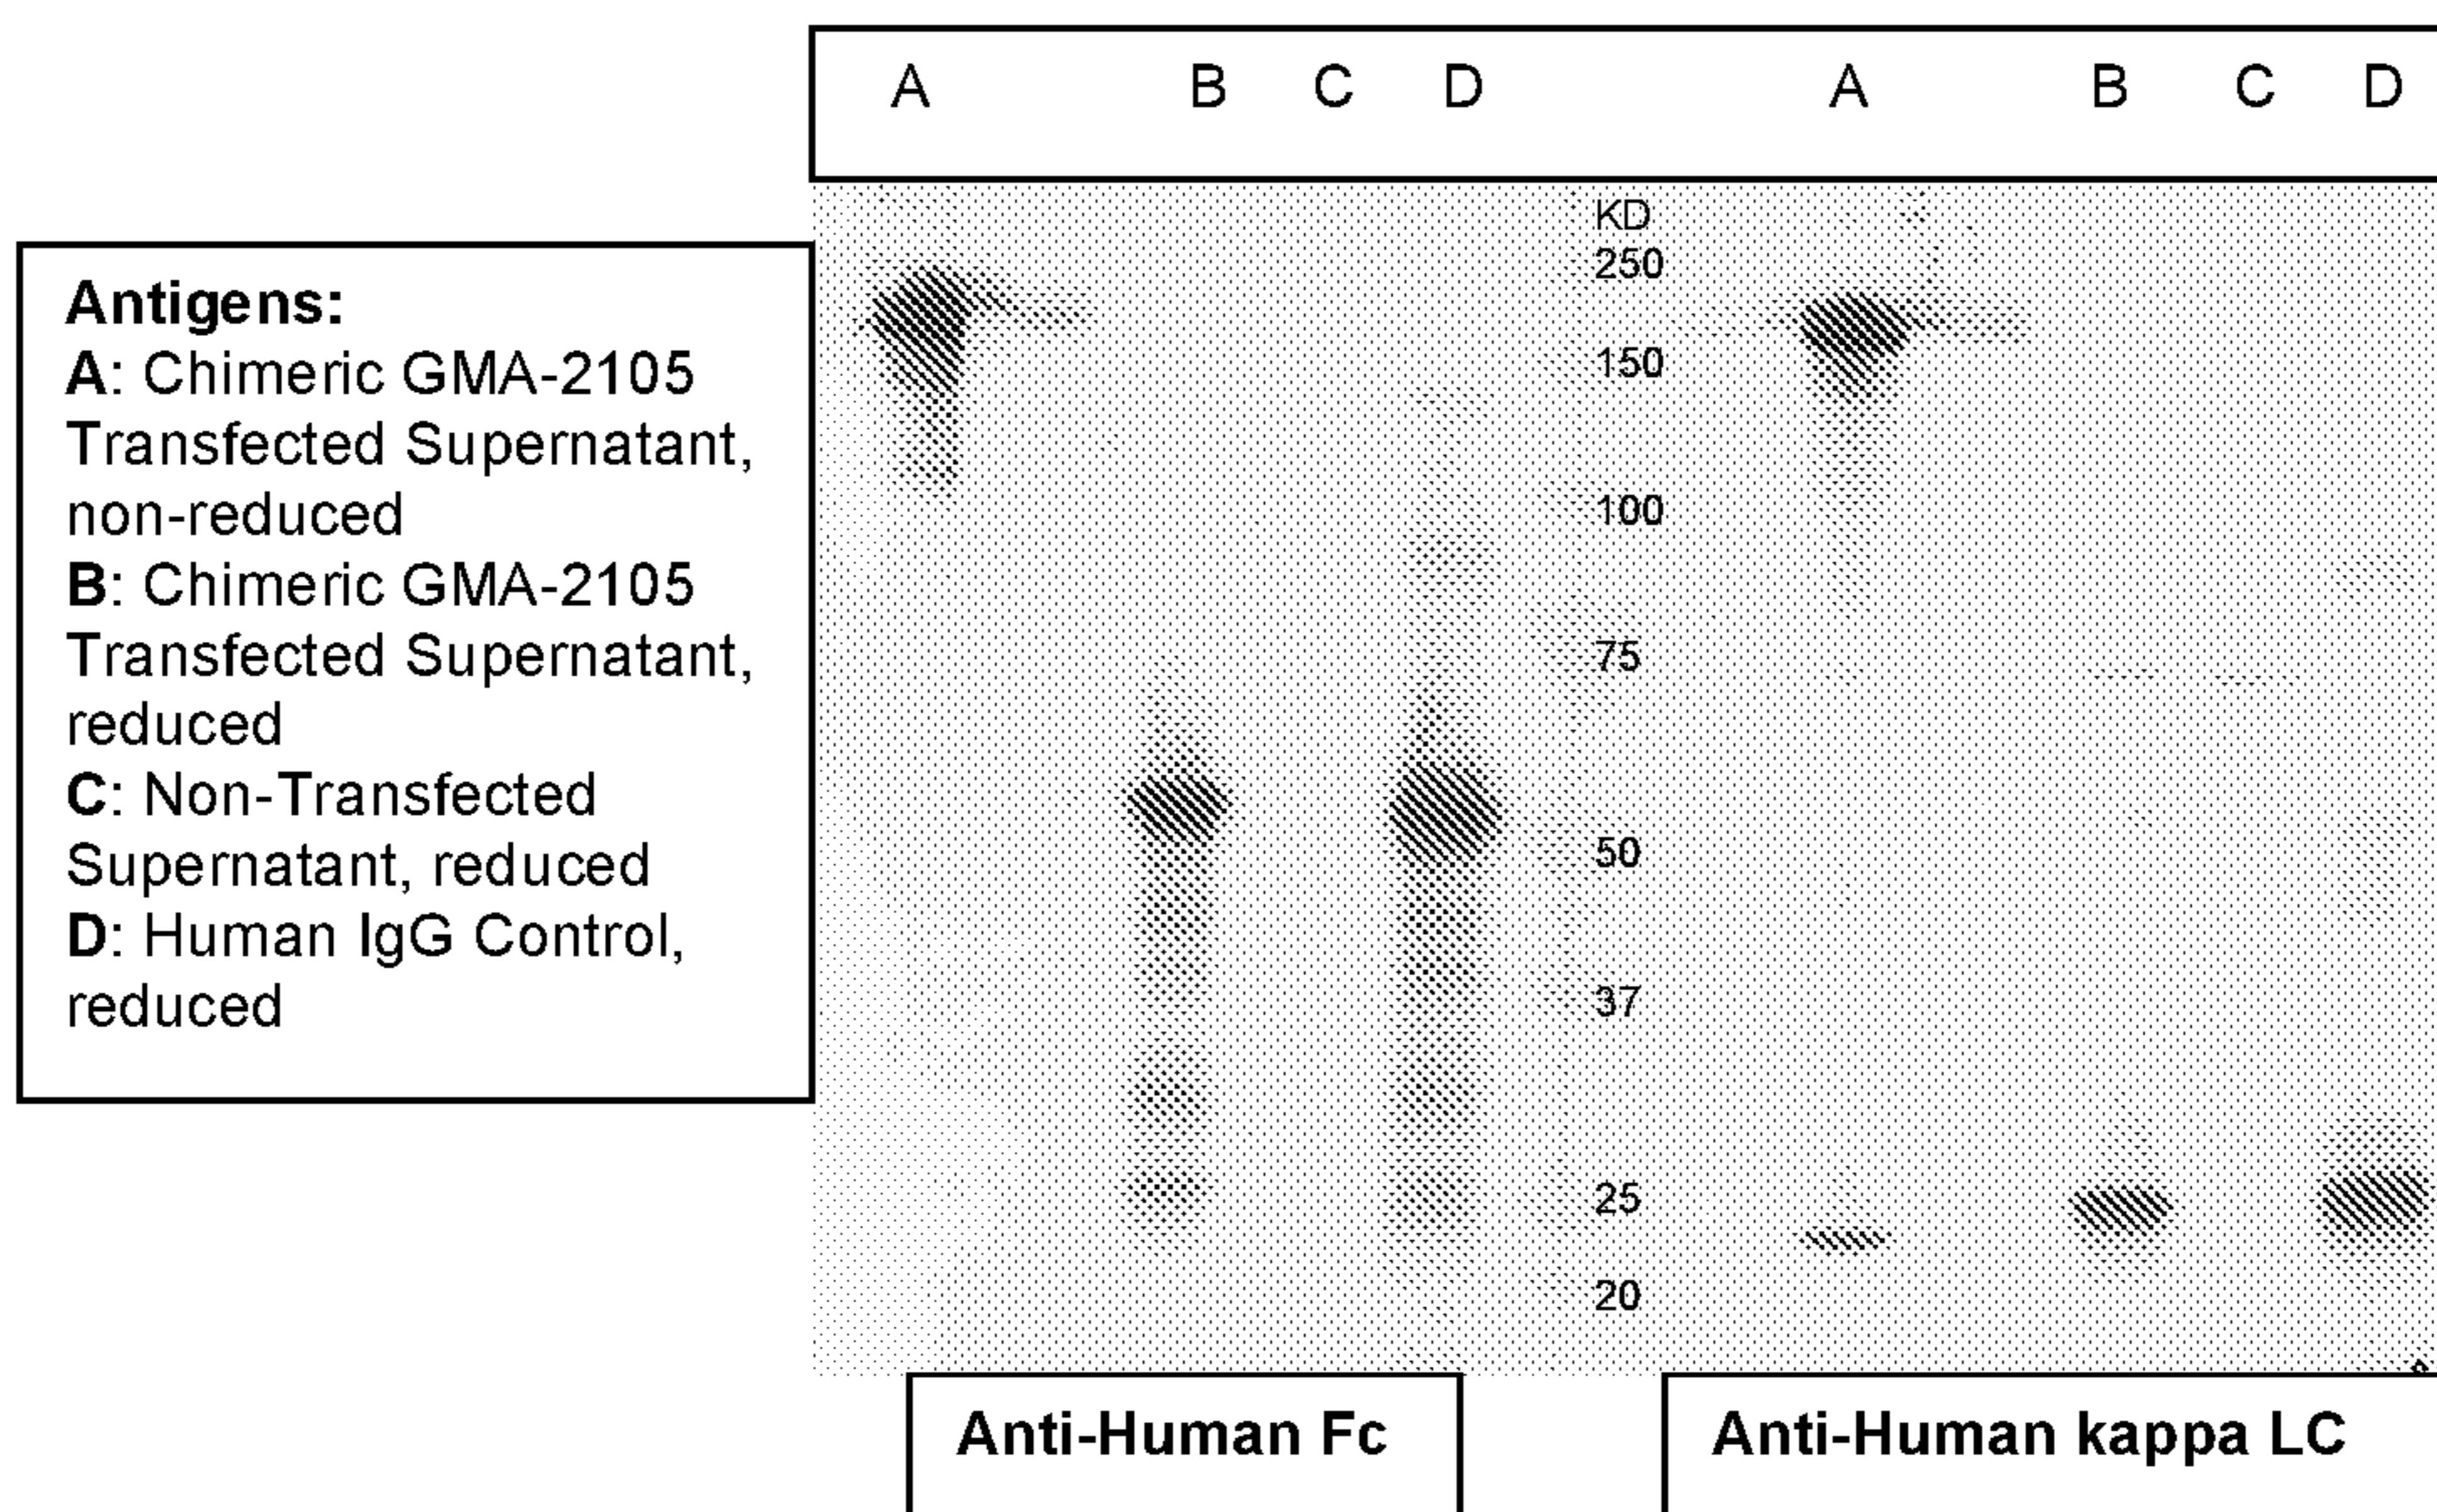 A B C D A B C D
Antigens:
A: Chimeric GMA-2105
Transfected Supernatant,
non-reduced
B: Chimeric GMA-2105
Transfected Supernatant,
reduced
C: Non-Transfected
Supernatant, reduced
D: Human IgG Control,
reduced
KD
250
150
100
75
50
37
25
20
Anti-Human Fc
Anti-Human kappa LC